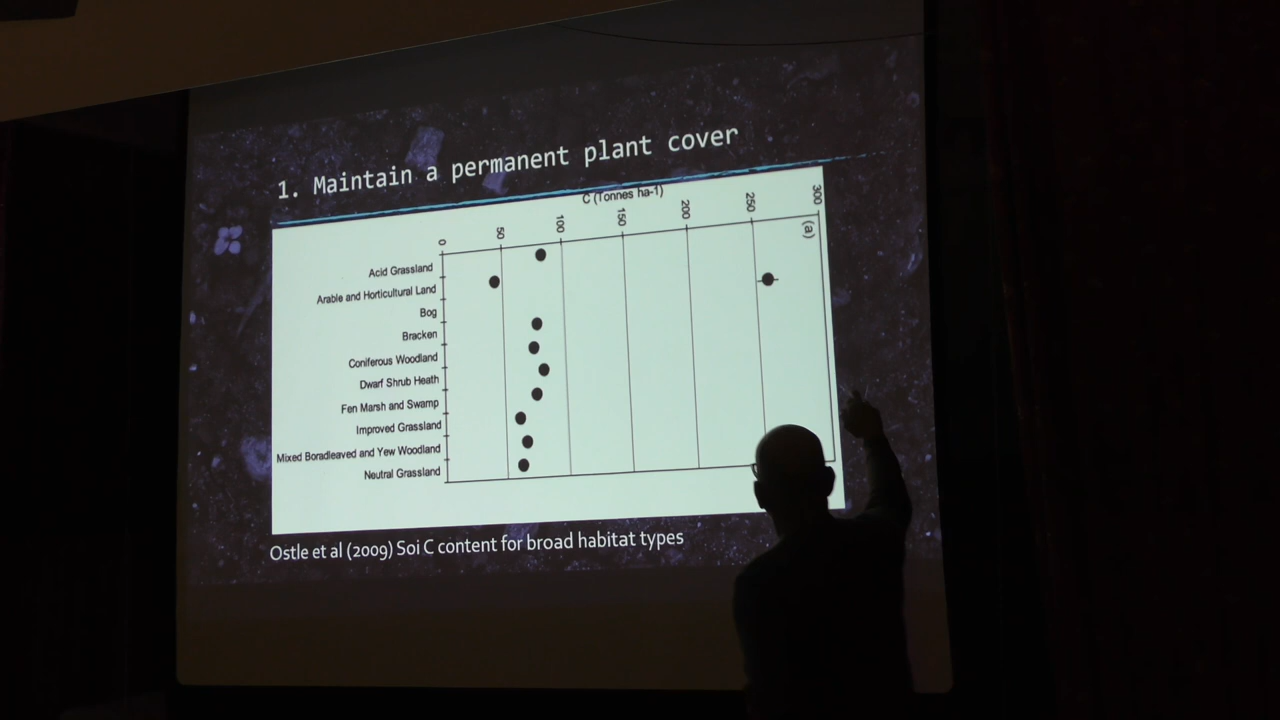 1. Maintain a permanent plant cover
C (Tonnes ha-1)
0 50 100 150 200 250 300
(a)
Acid Grassland
Arable and Horticultural Land
Bog
Bracken
Coniferous Woodland
Dwarf Shrub Heath
Fen Marsh and Swamp
Improved Grassland
Mixed Boradleaved and Yew Woodland
Neutral Grassland
Ostle et al (2009) Soi C content for broad habitat types